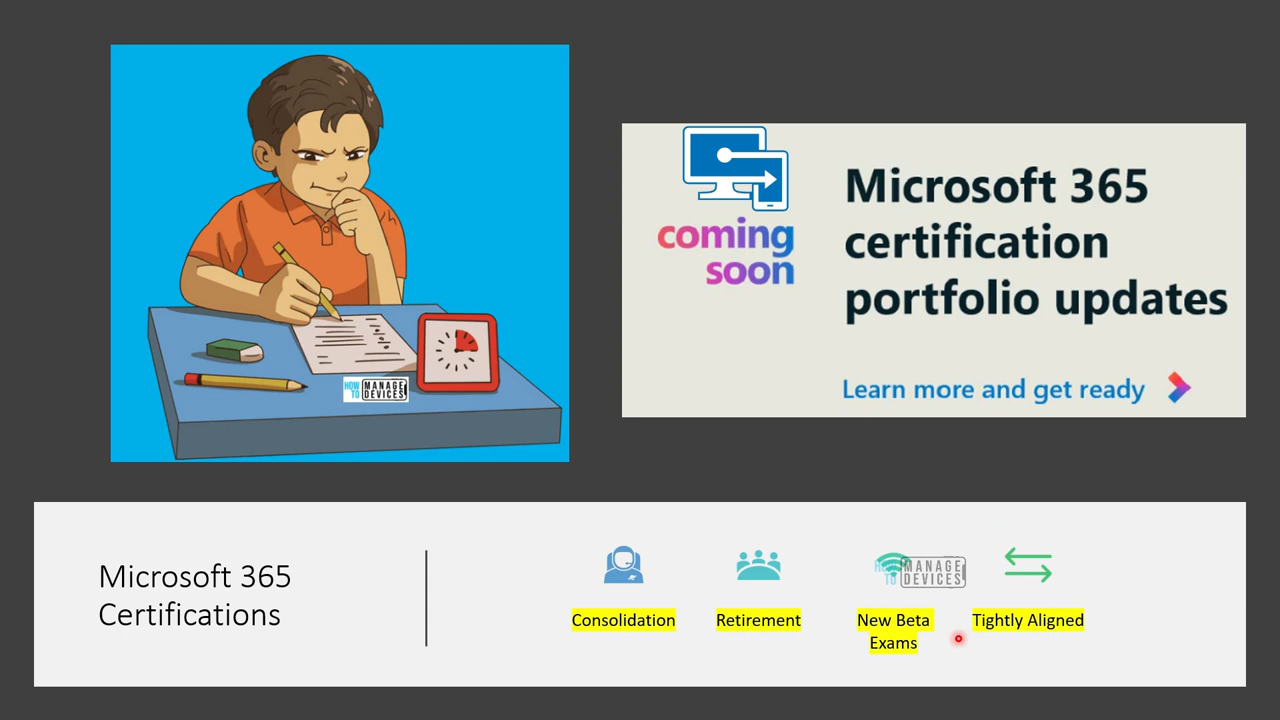 HOW TO MANAGE DEVICES
coming
soon
Microsoft 365
certification
portfolio updates
Learn more and get ready
Microsoft 365
Certifications
Consolidation
Retirement
HOW TO MANAGE DEVICES
New Beta
Exams
Tightly Aligned